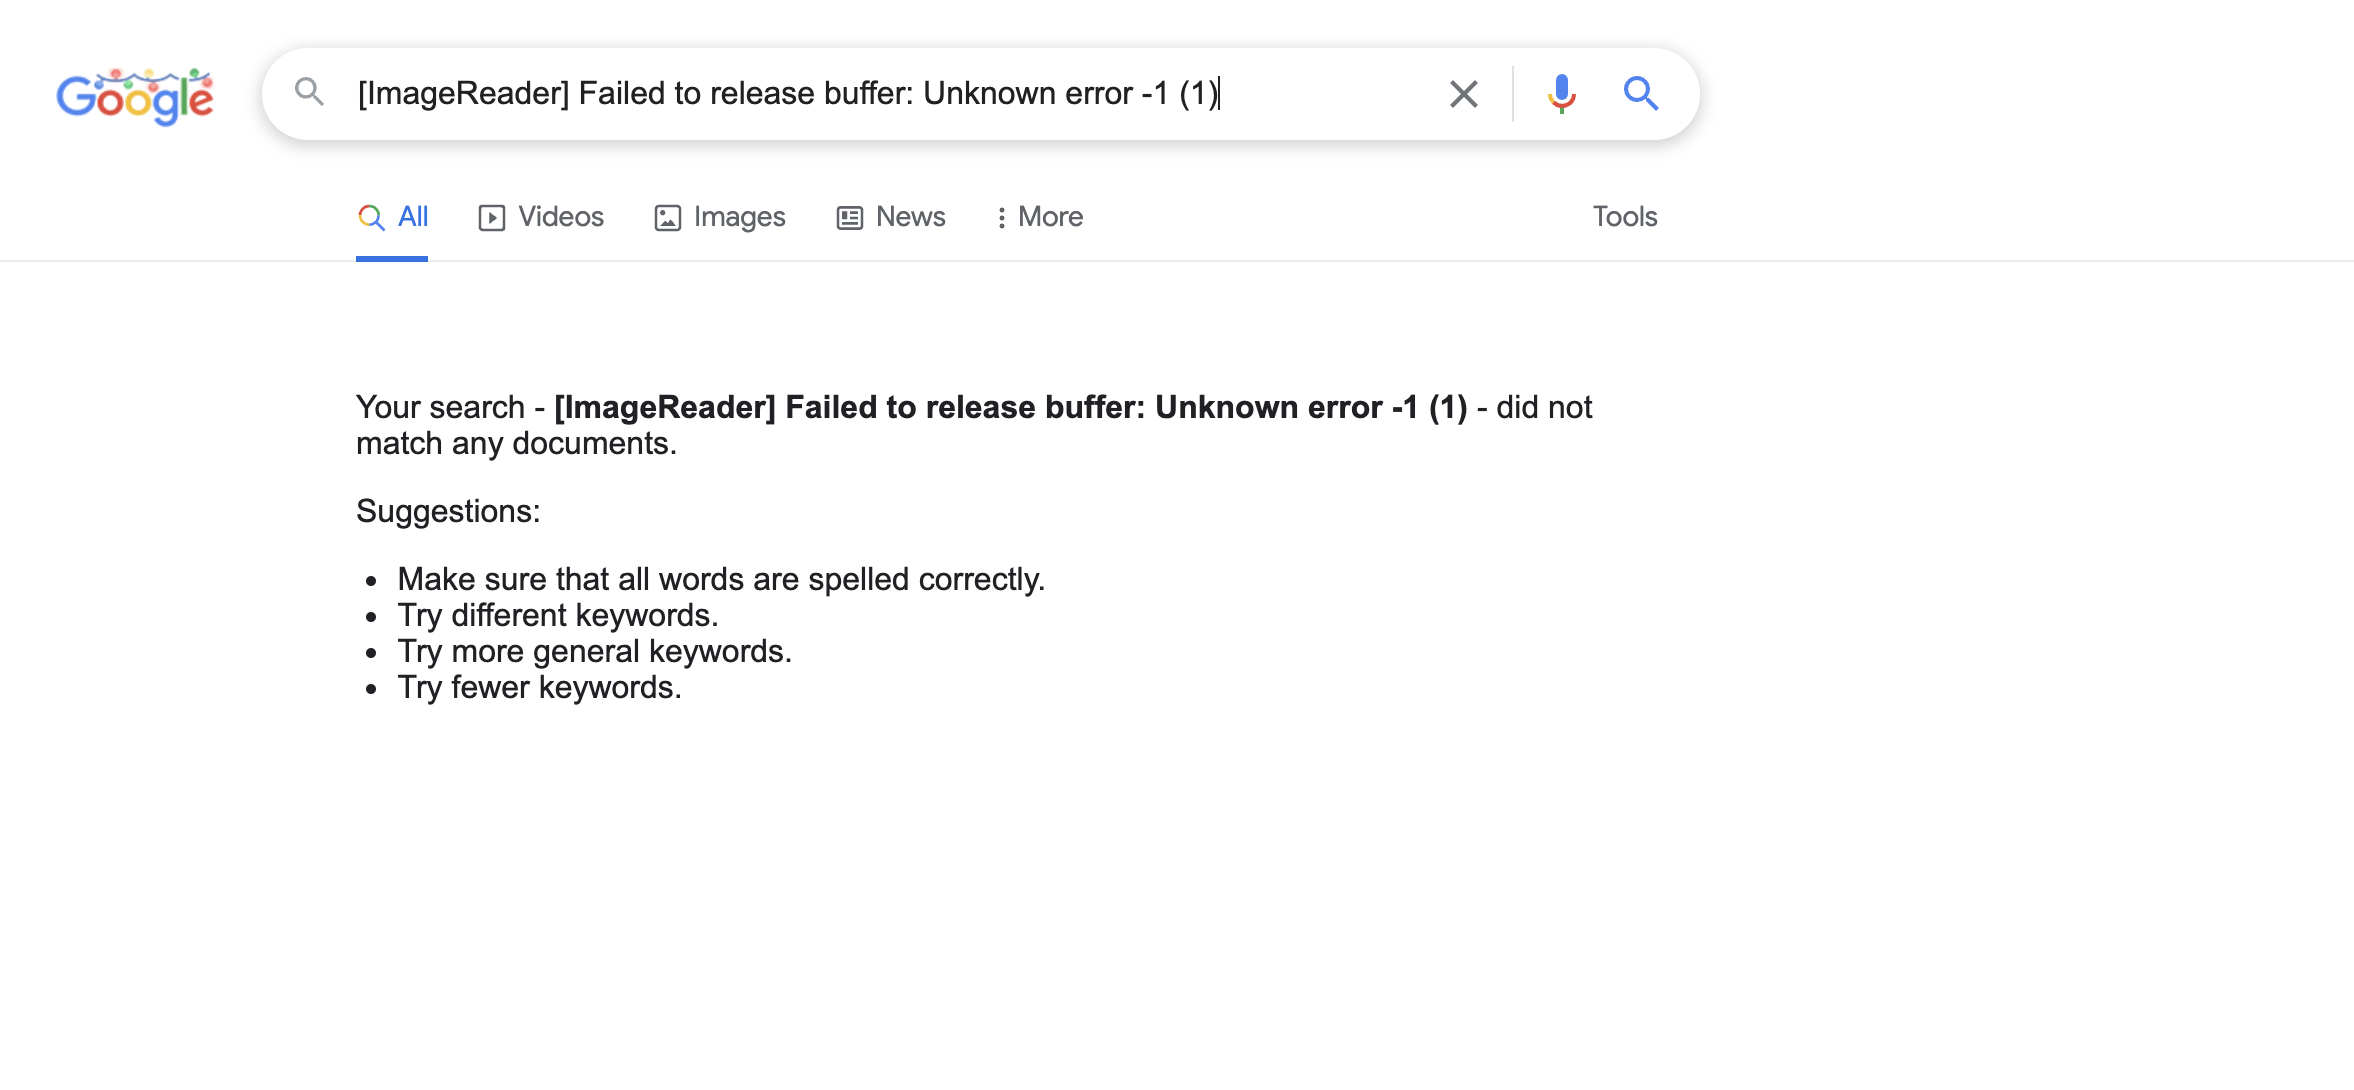 Google
[ImageReader] Failed to release buffer: Unknown error -1 (1)
All Videos Images News More Tools
Your search - [ImageReader] Failed to release buffer: Unknown error -1 (1) - did not
match any documents.
Suggestions:
Make sure that all words are spelled correctly.
Try different keywords.
Try more general keywords.
Try fewer keywords.